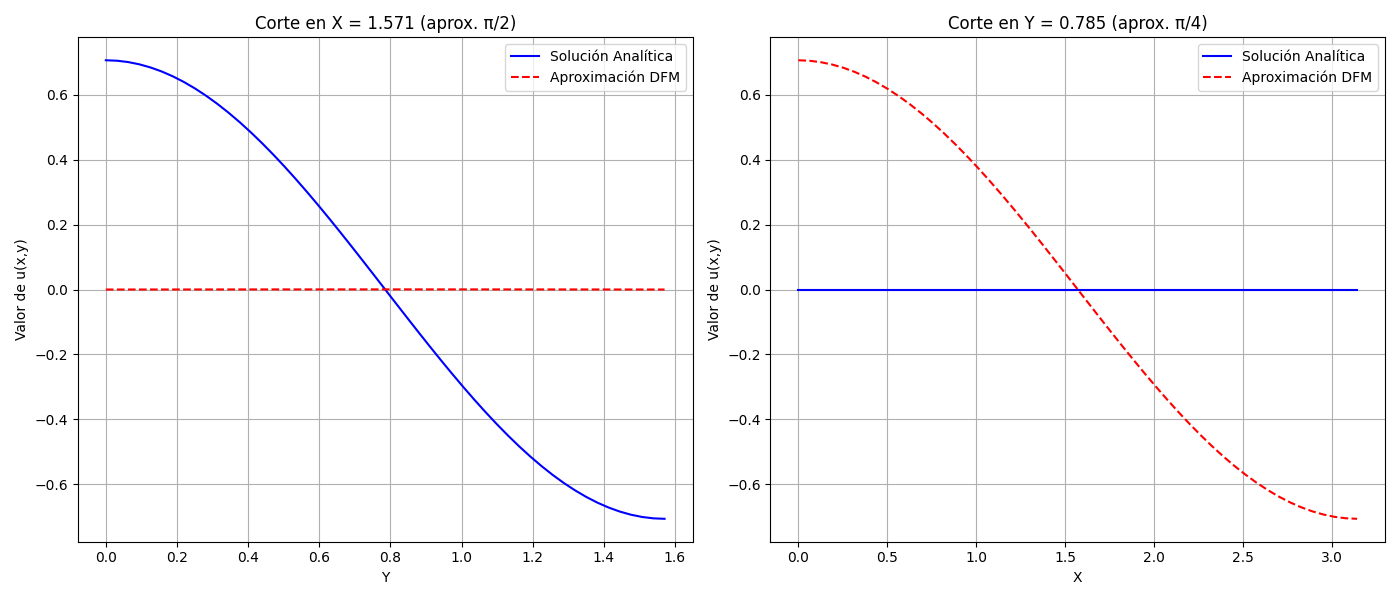 Corte en X = 1.571 (aprox. π/2)
Solución Analítica
Aproximación DFM
Valor de u(x,y)
0.6
0.4
0.2
0.0
−0.2
−0.4
−0.6
0.0 0.2 0.4 0.6 0.8 1.0 1.2 1.4 1.6
Y
Corte en Y = 0.785 (aprox. π/4)
Solución Analítica
Aproximación DFM
Valor de u(x,y)
0.6
0.4
0.2
0.0
−0.2
−0.4
−0.6
0.0 0.5 1.0 1.5 2.0 2.5 3.0
X